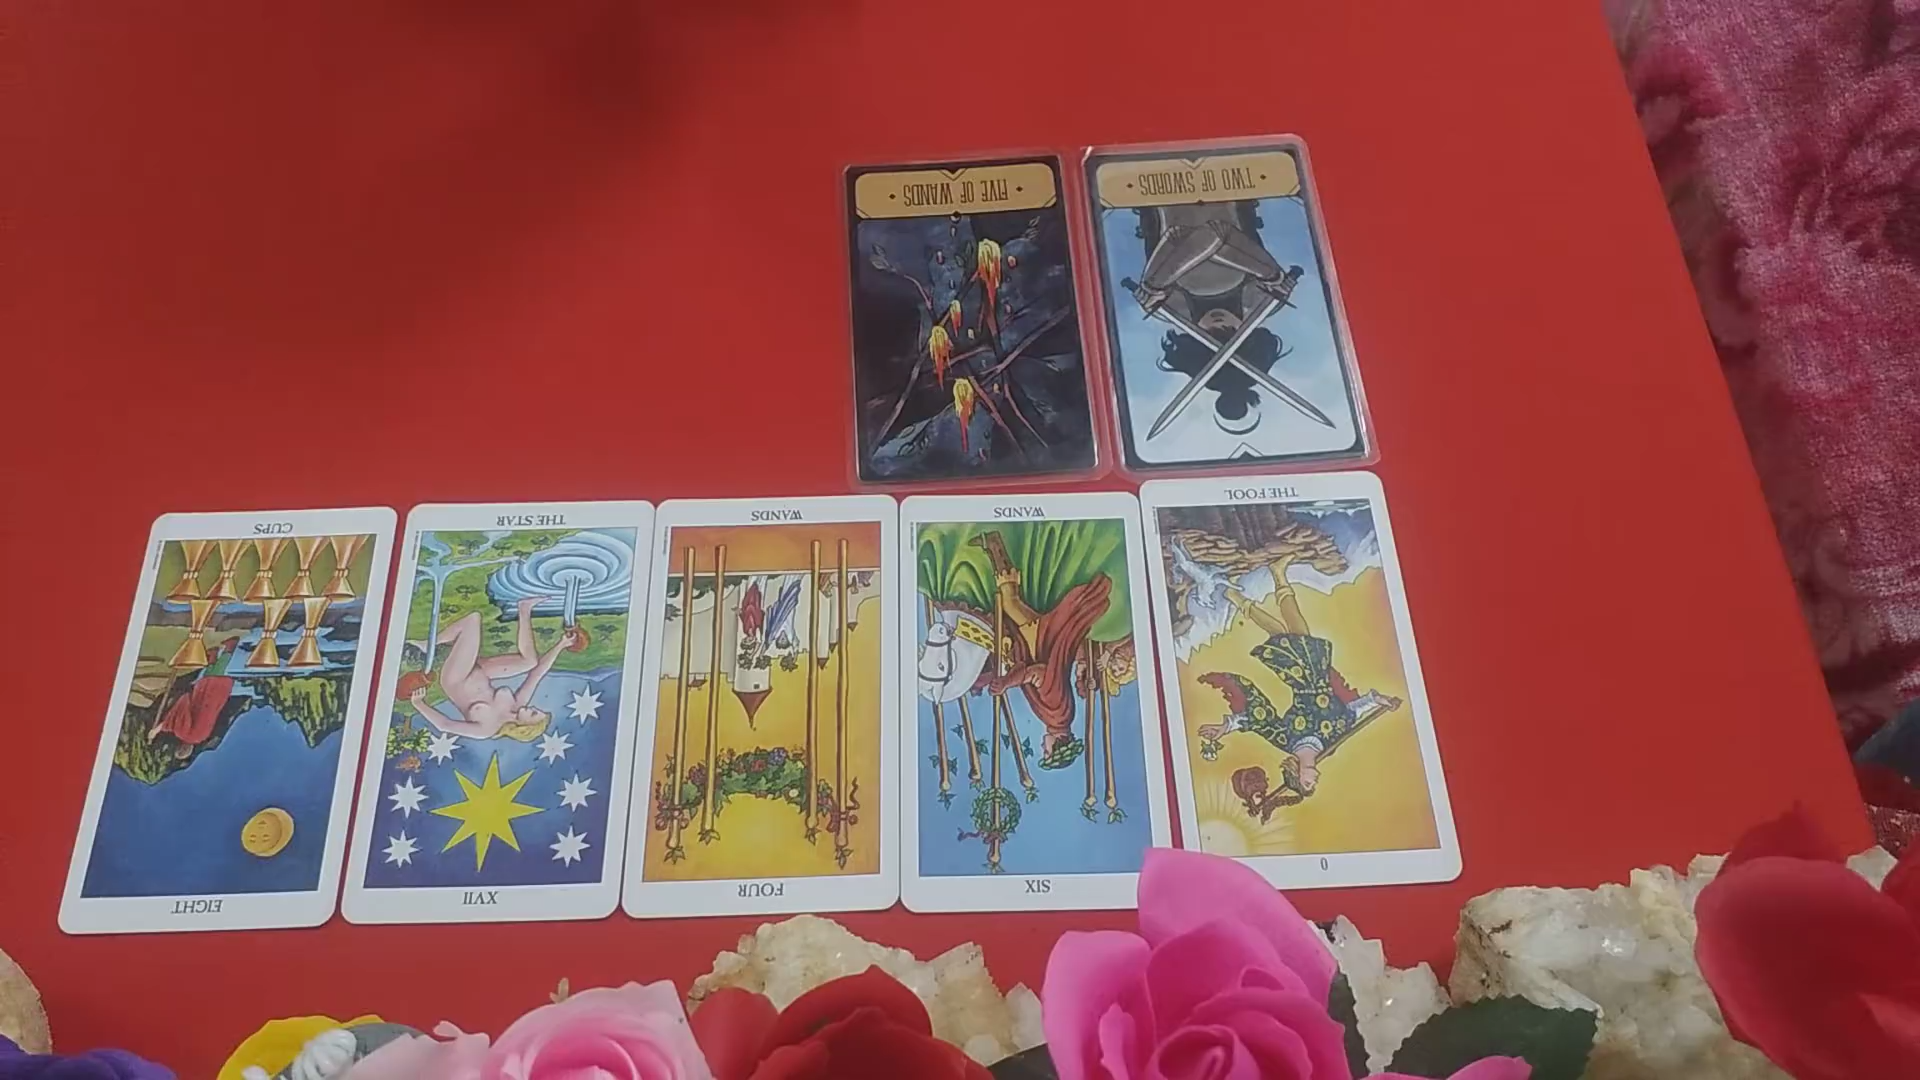 FIVE OF WANDS
TWO OF SWORDS
CUPS
THE STAR
WANDS
WANDS
THE FOOL
EIGHT
XVII
FOUR
SIX
0